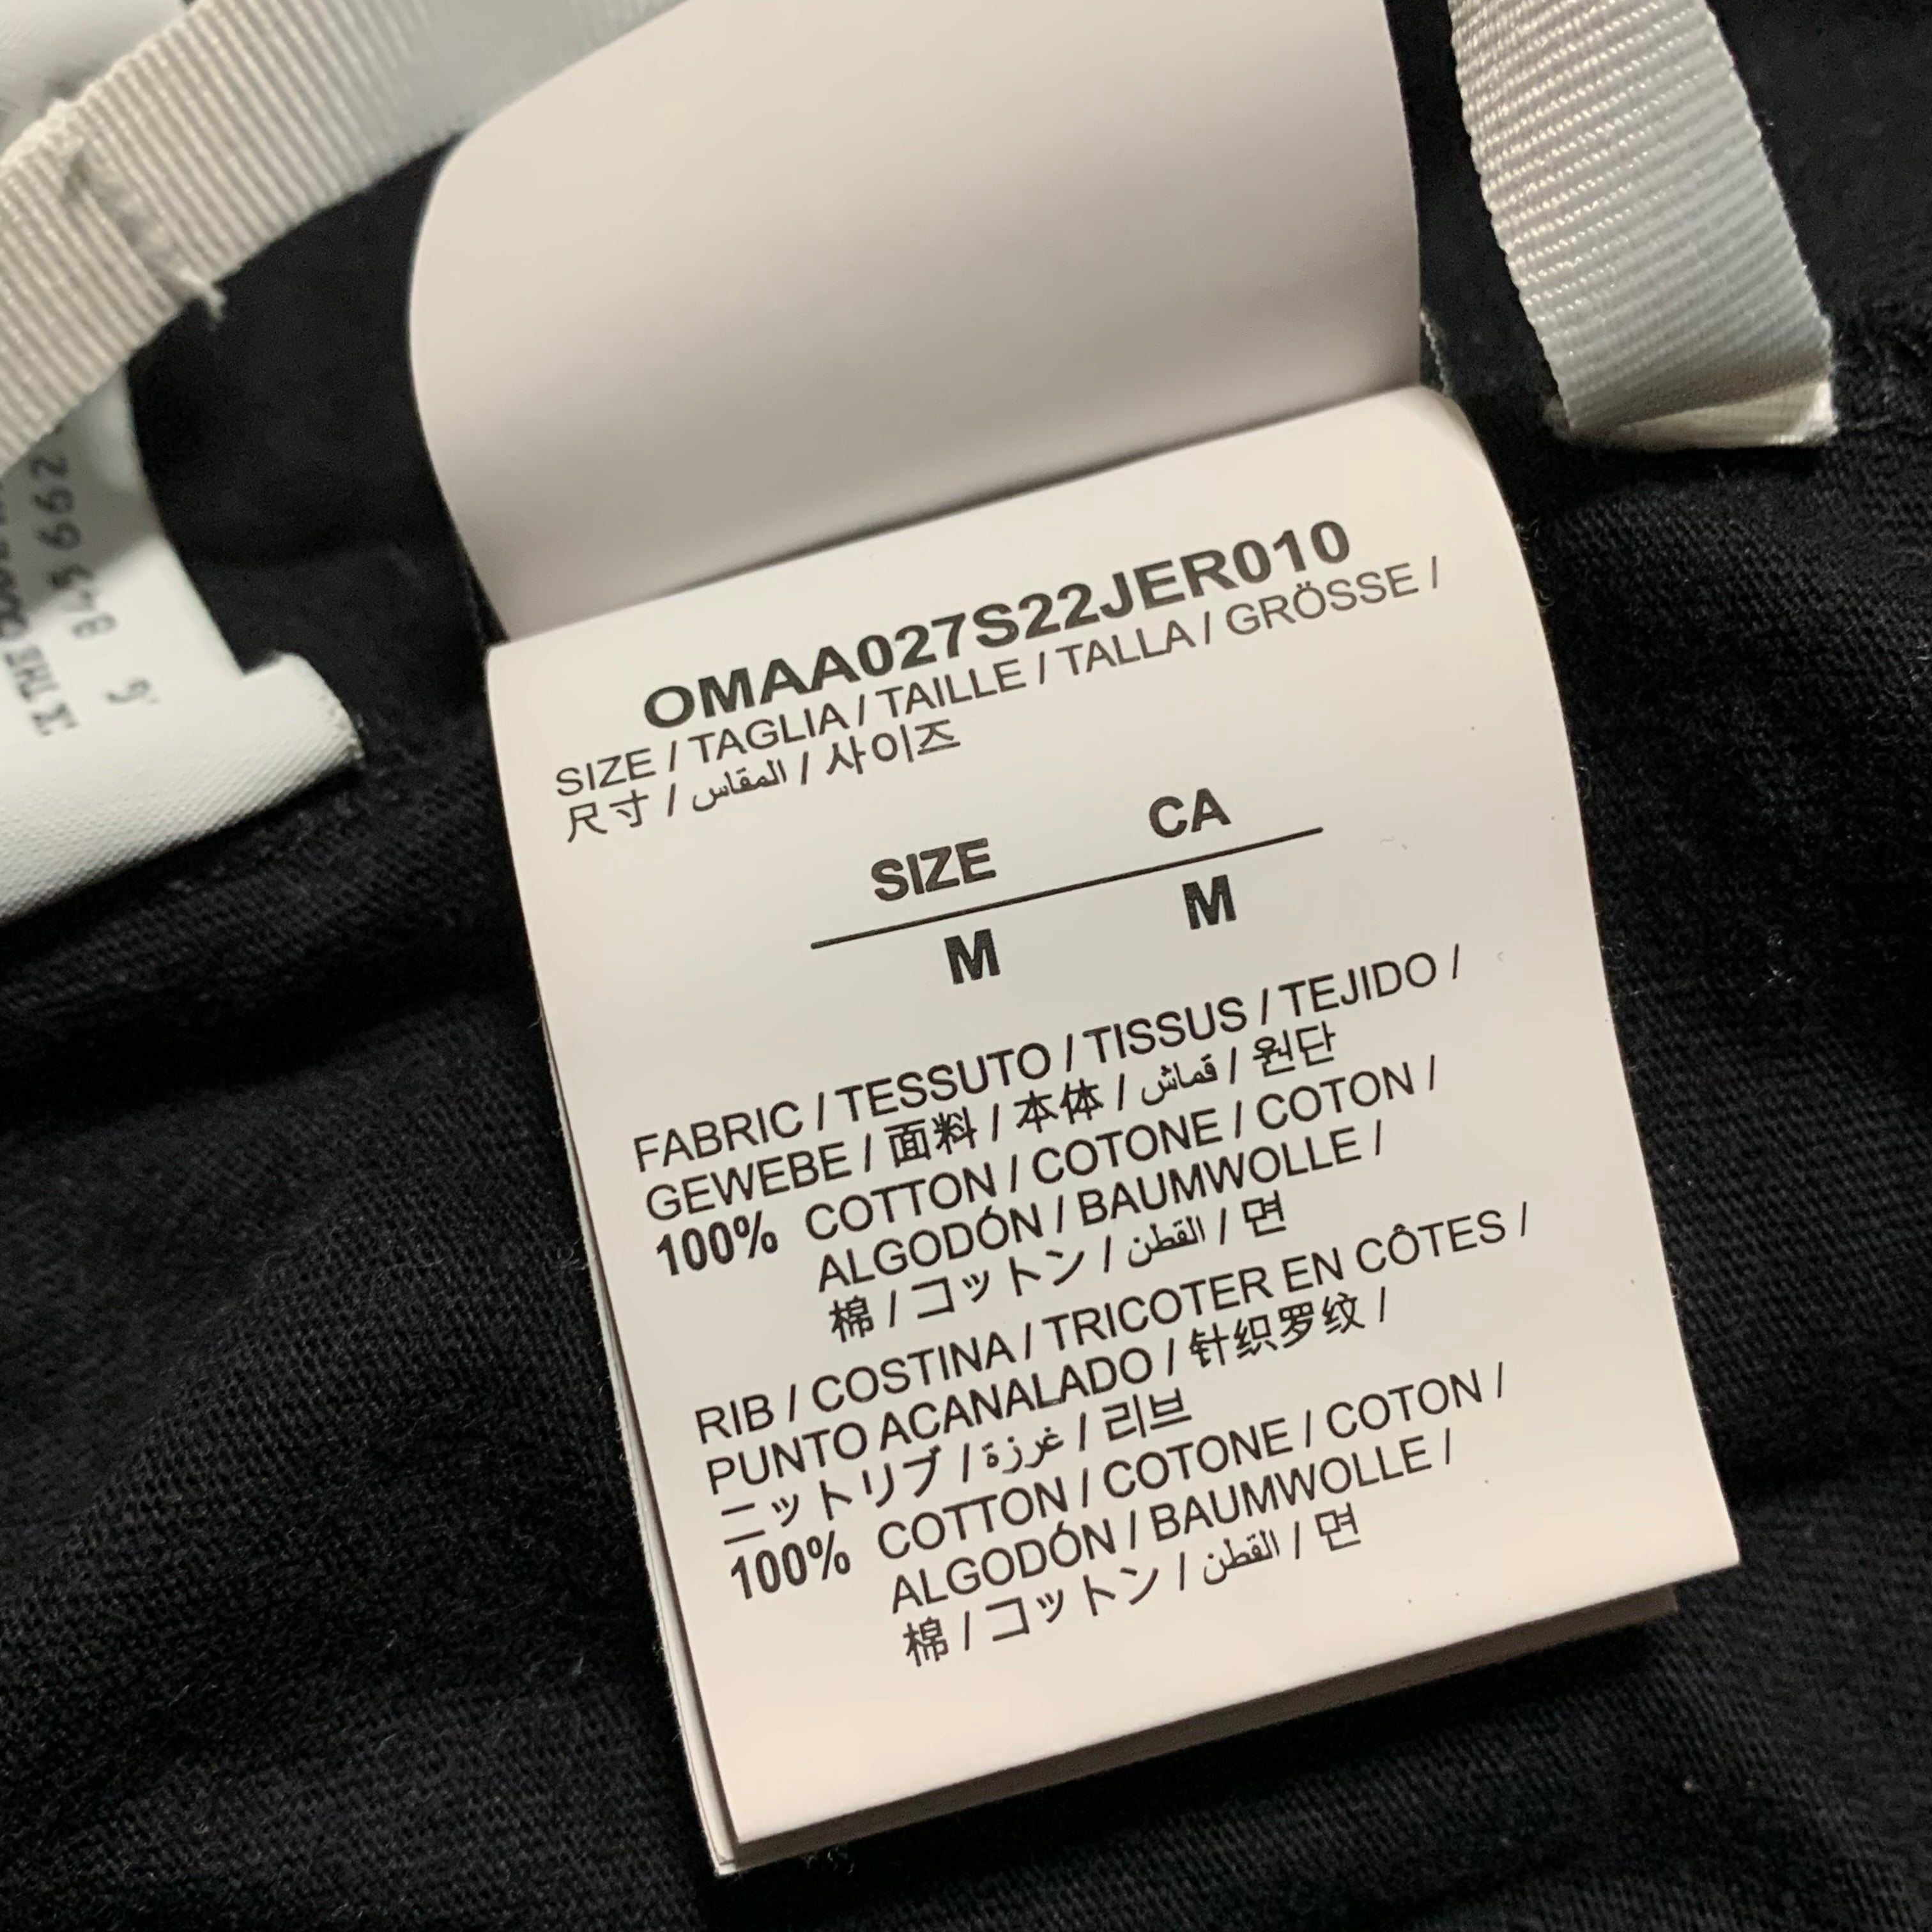 OMAA027S22JER010
SIZE / TAGLIA / TAILLE / TALLA / GRÖSSE /
尺寸 / المقاس / 사이즈
SIZE CA
M M
FABRIC / TESSUTO / TISSUS / TEJIDO /
GEWEBE / 面料 / 本体 / قماش / 원단
100% COTTON / COTONE / COTON /
ALGODÓN / BAUMWOLLE /
棉 / コットン / القطن / 면
RIB / COSTINA / TRICOTER EN CÔTES /
PUNTO ACANALADO / 针织罗纹 /
ニットリブ / غرزة / 리브
100% COTTON / COTONE / COTON /
ALGODÓN / BAUMWOLLE /
棉 / コットン / القطن / 면